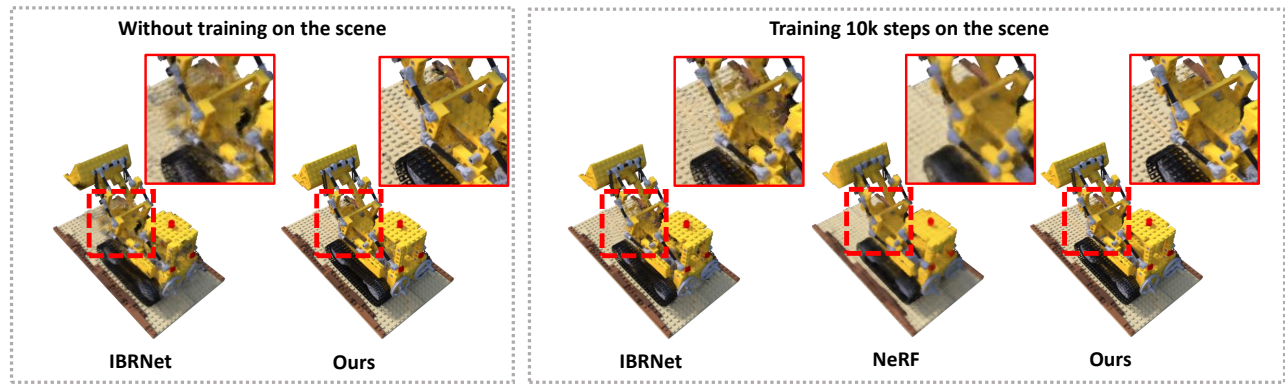 Without training on the scene
IBRNet
Ours
Training 10k steps on the scene
IBRNet
NeRF
Ours